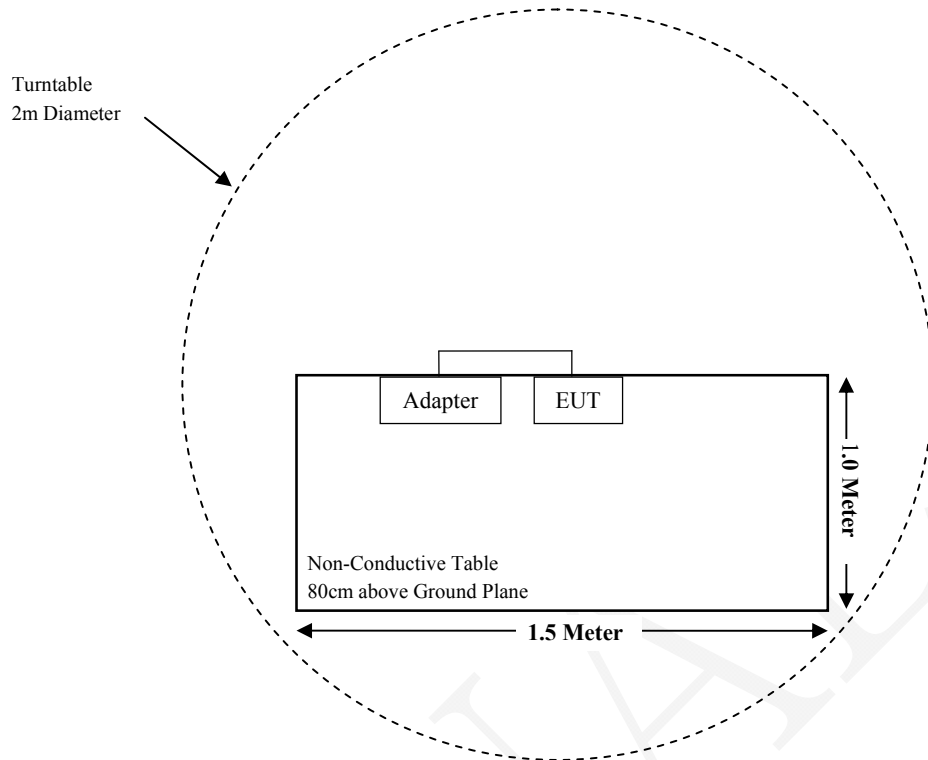 Turntable
2m Diameter
Adapter
EUT
1.0 Meter
Non-Conductive Table
80cm above Ground Plane
1.5 Meter